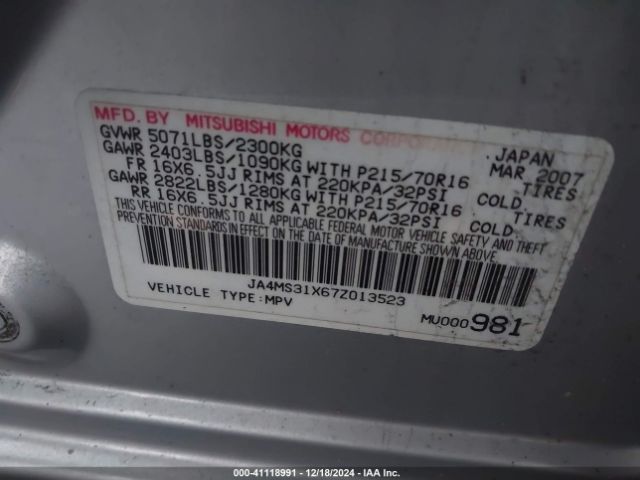 MFD. BY MITSUBISHI MOTORS CORPORATION JAPAN
GVWR 5071LBS/2300KG MAR 2007
GAWR 2403LBS/1090KG WITH P215/70R16 TIRES
FR 16X6.5JJ RIMS AT 220KPA/32PSI COLD
GAWR 2822LBS/1280KG WITH P215/70R16 TIRES
RR 16X6.5JJ RIMS AT 220KPA/32PSI COLD.
THIS VEHICLE CONFORMS TO ALL APPLICABLE FEDERAL MOTOR VEHICLE SAFETY AND THEFT
PREVENTION STANDARDS IN EFFECT ON THE DATE OF MANUFACTURE SHOWN ABOVE.
JA4MS31X67Z013523
VEHICLE TYPE:MPV
MU000981
000-41118991 - 12/18/2024 - IAA Inc.